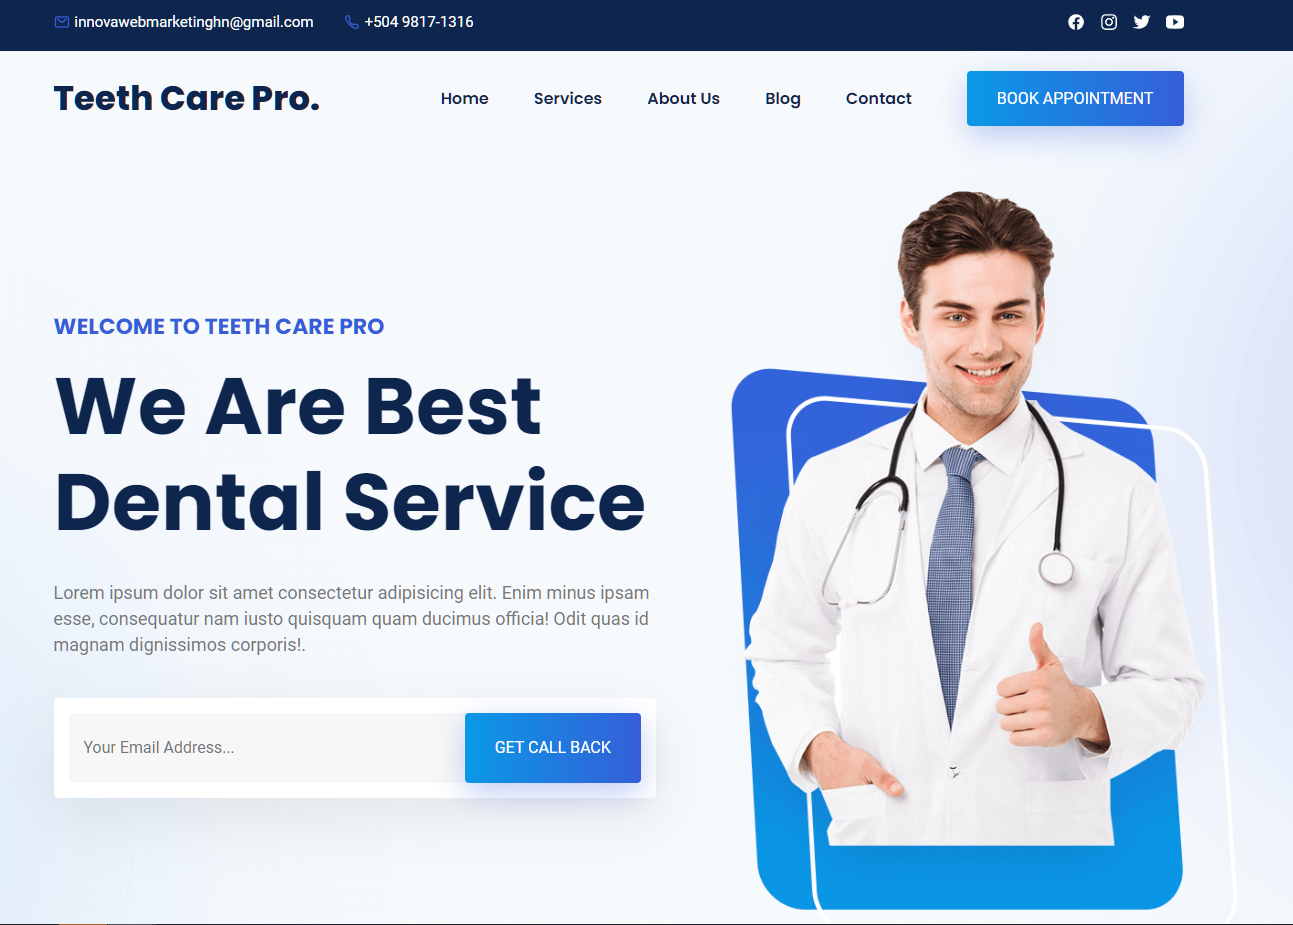 innovawebmarketinghn@gmail.com +504 9817-1316
Teeth Care Pro. Home Services About Us Blog Contact BOOK APPOINTMENT
WELCOME TO TEETH CARE PRO
We Are Best
Dental Service
Lorem ipsum dolor sit amet consectetur adipisicing elit. Enim minus ipsam
esse, consequatur nam iusto quisquam quam ducimus officia! Odit quas id
magnam dignissimos corporis!.
Your Email Address... GET CALL BACK